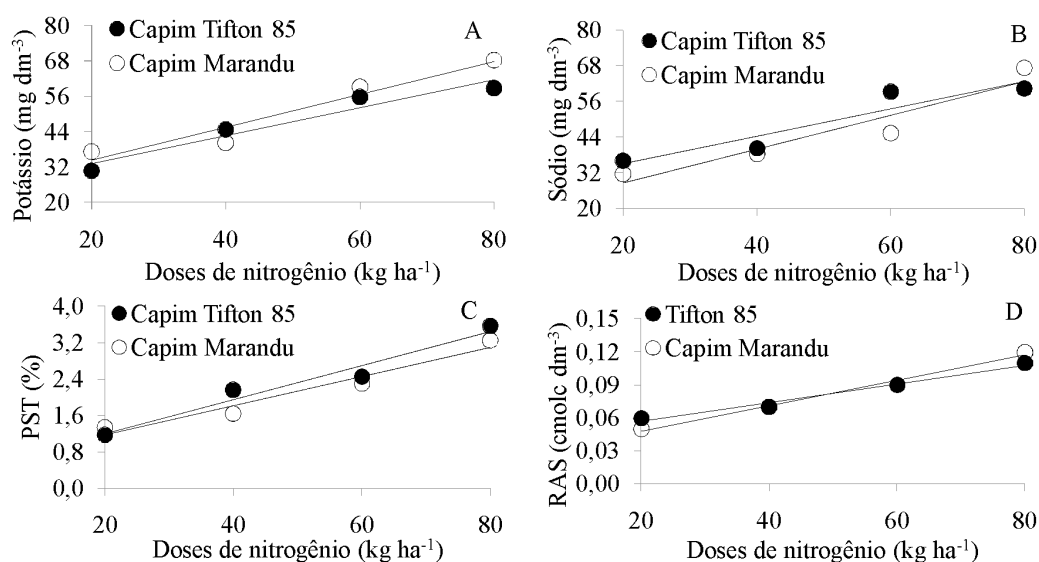 A
Capim Tifton 85
Capim Marandu
Potássio (mg dm-3)
80
68
56
44
32
20
20 40 60 80
Doses de nitrogênio (kg ha-1)
B
Capim Tifton 85
Capim Marandu
Sódio (mg dm-3)
80
68
56
44
32
20
20 40 60 80
Doses de nitrogênio (kg ha-1)
C
Capim Tifton 85
Capim Marandu
PST (%)
4,0
3,2
2,4
1,6
0,8
0,0
20 40 60 80
Doses de nitrogênio (kg ha-1)
D
Tifton 85
Capim Marandu
RAS (cmolc dm-3)
0,15
0,12
0,09
0,06
0,03
0,00
20 40 60 80
Doses de nitrogênio (kg ha-1)